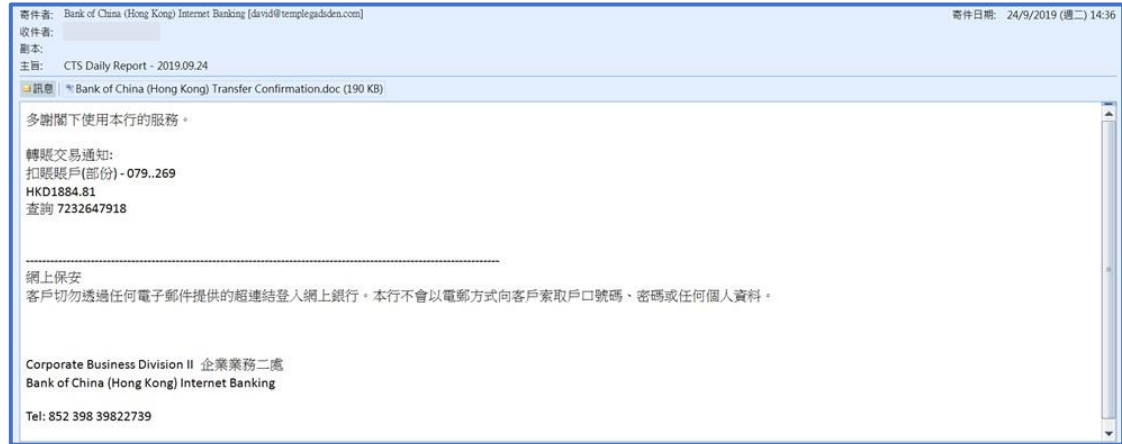 寄件者: Bank of China (Hong Kong) Internet Banking [david@templegadsden.com] 寄件日期: 24/9/2019 (週二) 14:36
收件者:
副本:
主旨: CTS Daily Report - 2019.09.24
訊息 Bank of China (Hong Kong) Transfer Confirmation.doc (190 KB)
多謝閣下使用本行的服務。
轉賬交易通知:
扣賬賬戶(部份) - 079..269
HKD1884.81
查詢 7232647918
網上保安
客戶切勿透過任何電子郵件提供的超連結登入網上銀行。本行不會以電郵方式向客戶索取戶口號碼、密碼或任何個人資料。
Corporate Business Division II 企業業務二處
Bank of China (Hong Kong) Internet Banking
Tel: 852 398 39822739